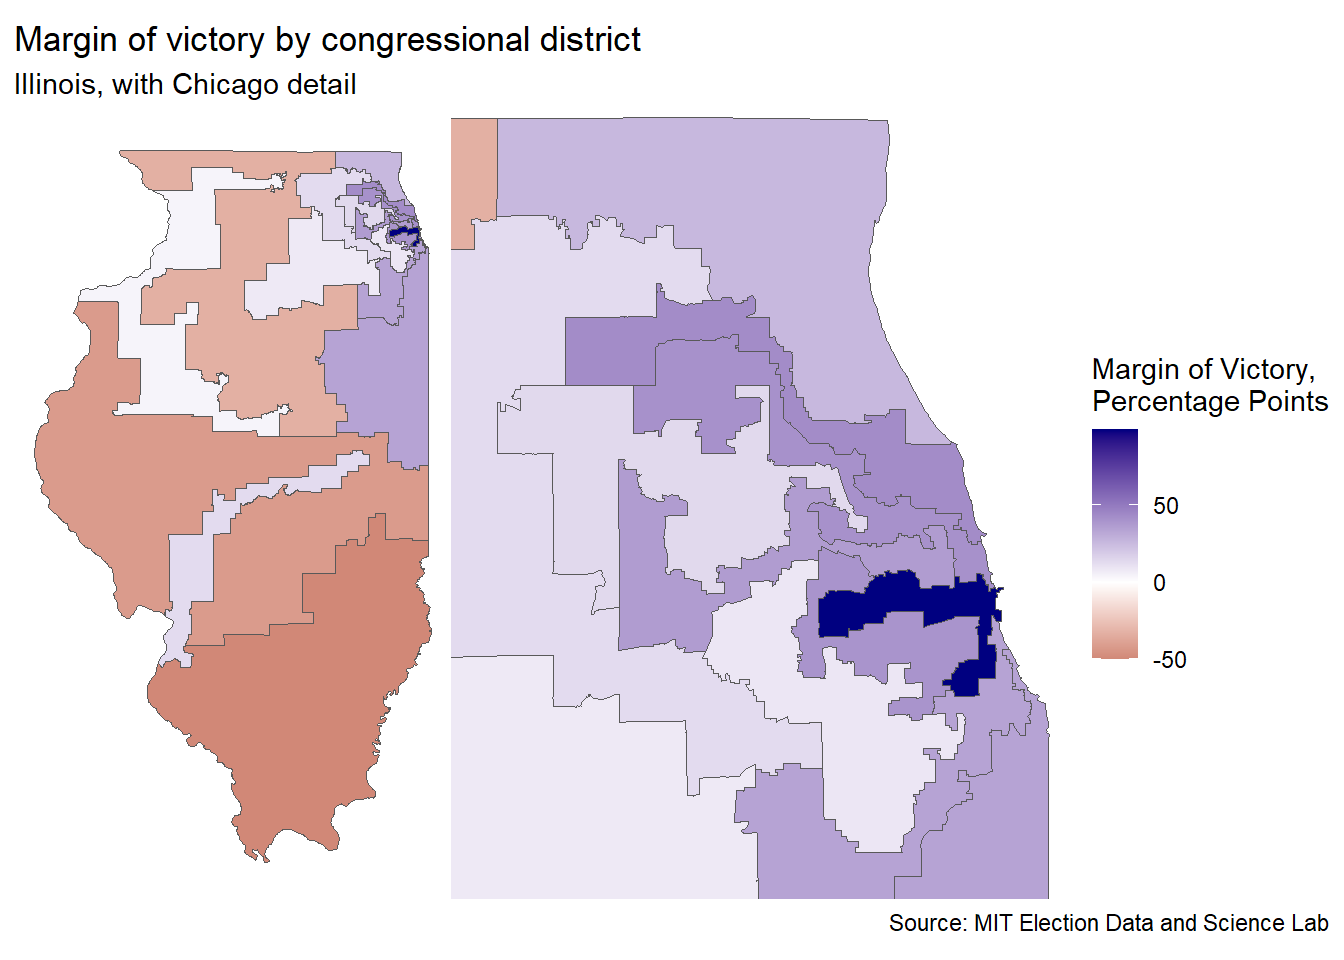 Margin of victory by congressional district
Illinois, with Chicago detail
Margin of Victory,
Percentage Points
50
0
-50
Source: MIT Election Data and Science Lab